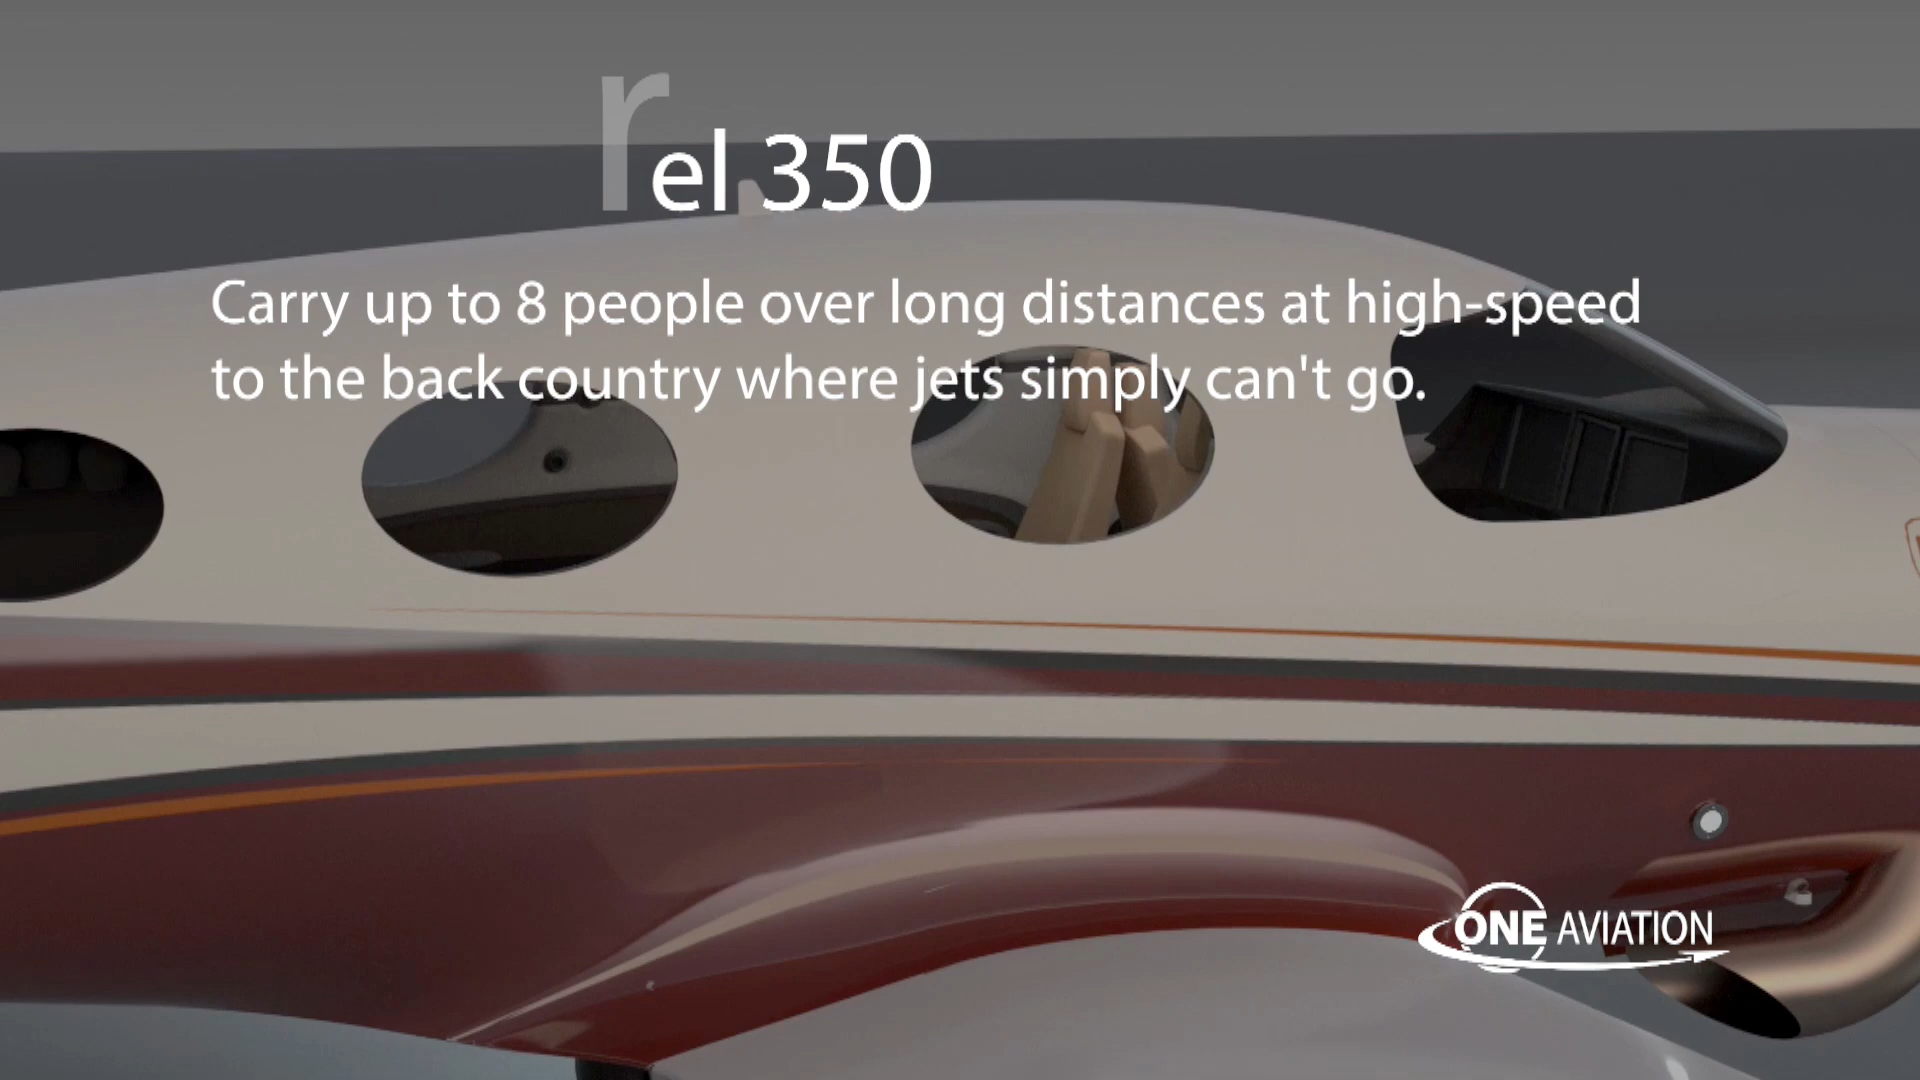 rel 350
Carry up to 8 people over long distances at high-speed
to the back country where jets simply can't go.
ONE AVIATION